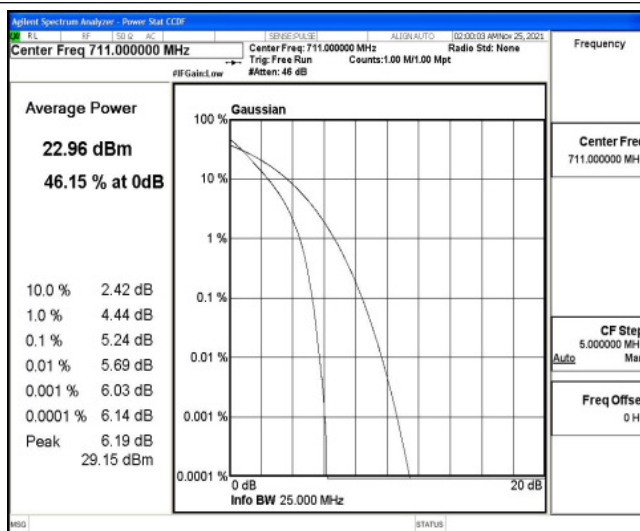 Agilent Spectrum Analyzer - Power Stat CCDF
RL RF 50 Ω AC SENSE:PULSE ALIGN AUTO 02:00:03 AM Nov 25, 2021
Center Freq 711.000000 MHz
Center Freq: 711.000000 MHz Radio Std: None
Trig: Free Run Counts:1.00 M/1.00 Mpt
#IFGain:Low #Atten: 46 dB
Frequency
Average Power
22.96 dBm
46.15 % at 0dB
10.0 % 2.42 dB
1.0 % 4.44 dB
0.1 % 5.24 dB
0.01 % 5.69 dB
0.001 % 6.03 dB
0.0001 % 6.14 dB
Peak 6.19 dB
29.15 dBm
Gaussian
100 %
10 %
1 %
0.1 %
0.01 %
0.001 %
0.0001 %
0 dB 20 dB
Info BW 25.000 MHz
Center Fre
711.000000 MH
CF Step
5.000000 MH
Auto Ma
Freq Offse
0 H
MSG STATUS